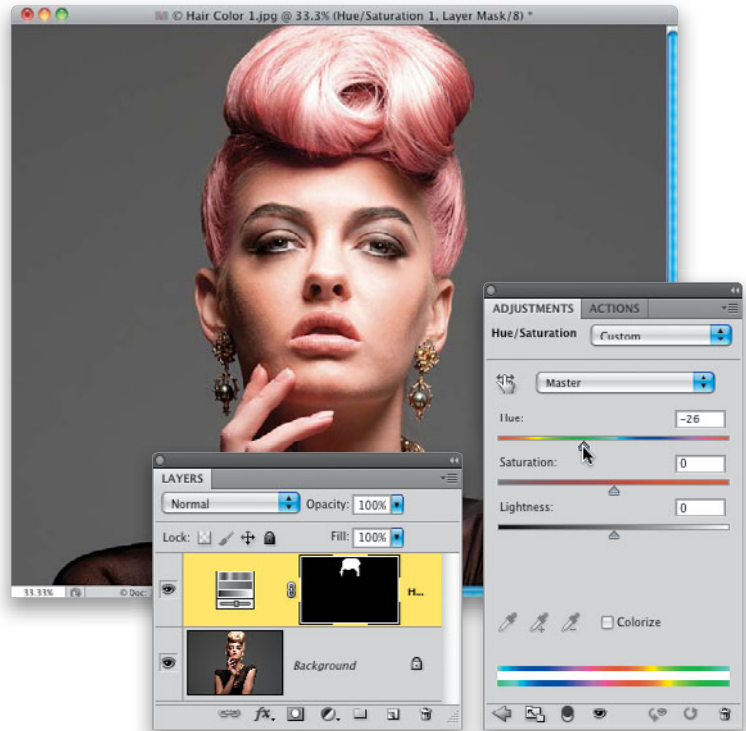 © Hair Color 1.jpg @ 33.3% (Hue/Saturation 1, Layer Mask/8) *
ADJUSTMENTS ACTIONS
Hue/Saturation Custom
Master
Hue: -26
Saturation: 0
Lightness: 0
Colorize
LAYERS
Normal Opacity: 100%
Lock: Fill: 100%
H...
Background
33.33% © Doc: